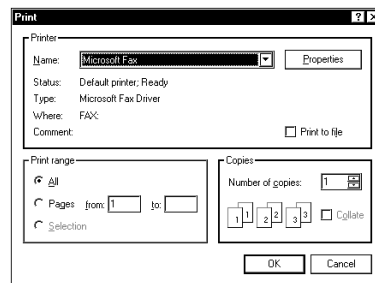 Print
Printer
Name: Microsoft Fax Properties
Status: Default printer; Ready
Type: Microsoft Fax Driver
Where: FAX:
Comment: Print to file
Print range
All
Pages from: 1 to:
Selection
Copies
Number of copies: 1
1 1 2 2 3 3 Collate
OK Cancel